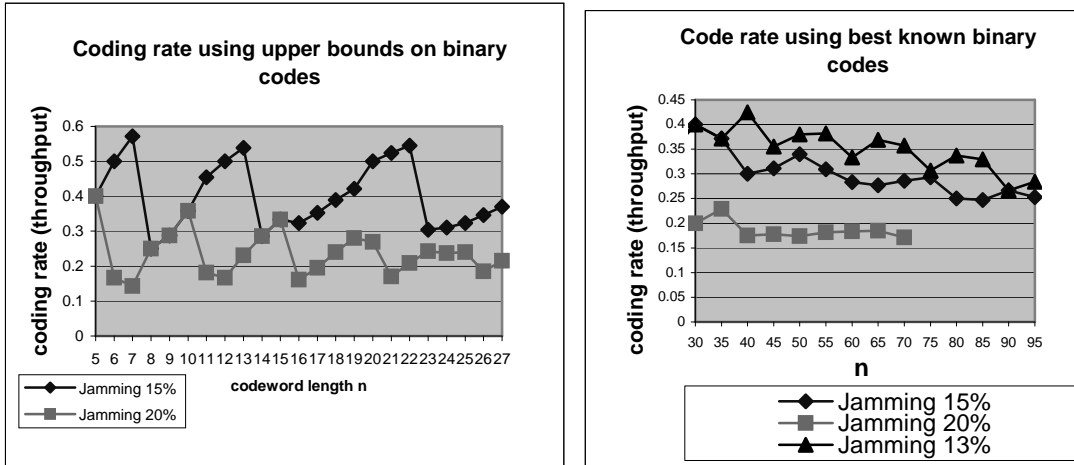 Coding rate using upper bounds on binary
codes
coding rate (throughput)
0.6
0.5
0.4
0.3
0.2
0.1
0
5 6 7 8 9 10 11 12 13 14 15 16 17 18 19 20 21 22 23 24 25 26 27
codeword length n
Jamming 15%
Jamming 20%
Code rate using best known binary
codes
coding rate (throughput)
0.45
0.4
0.35
0.3
0.25
0.2
0.15
0.1
0.05
0
30 35 40 45 50 55 60 65 70 75 80 85 90 95
n
Jamming 15%
Jamming 20%
Jamming 13%